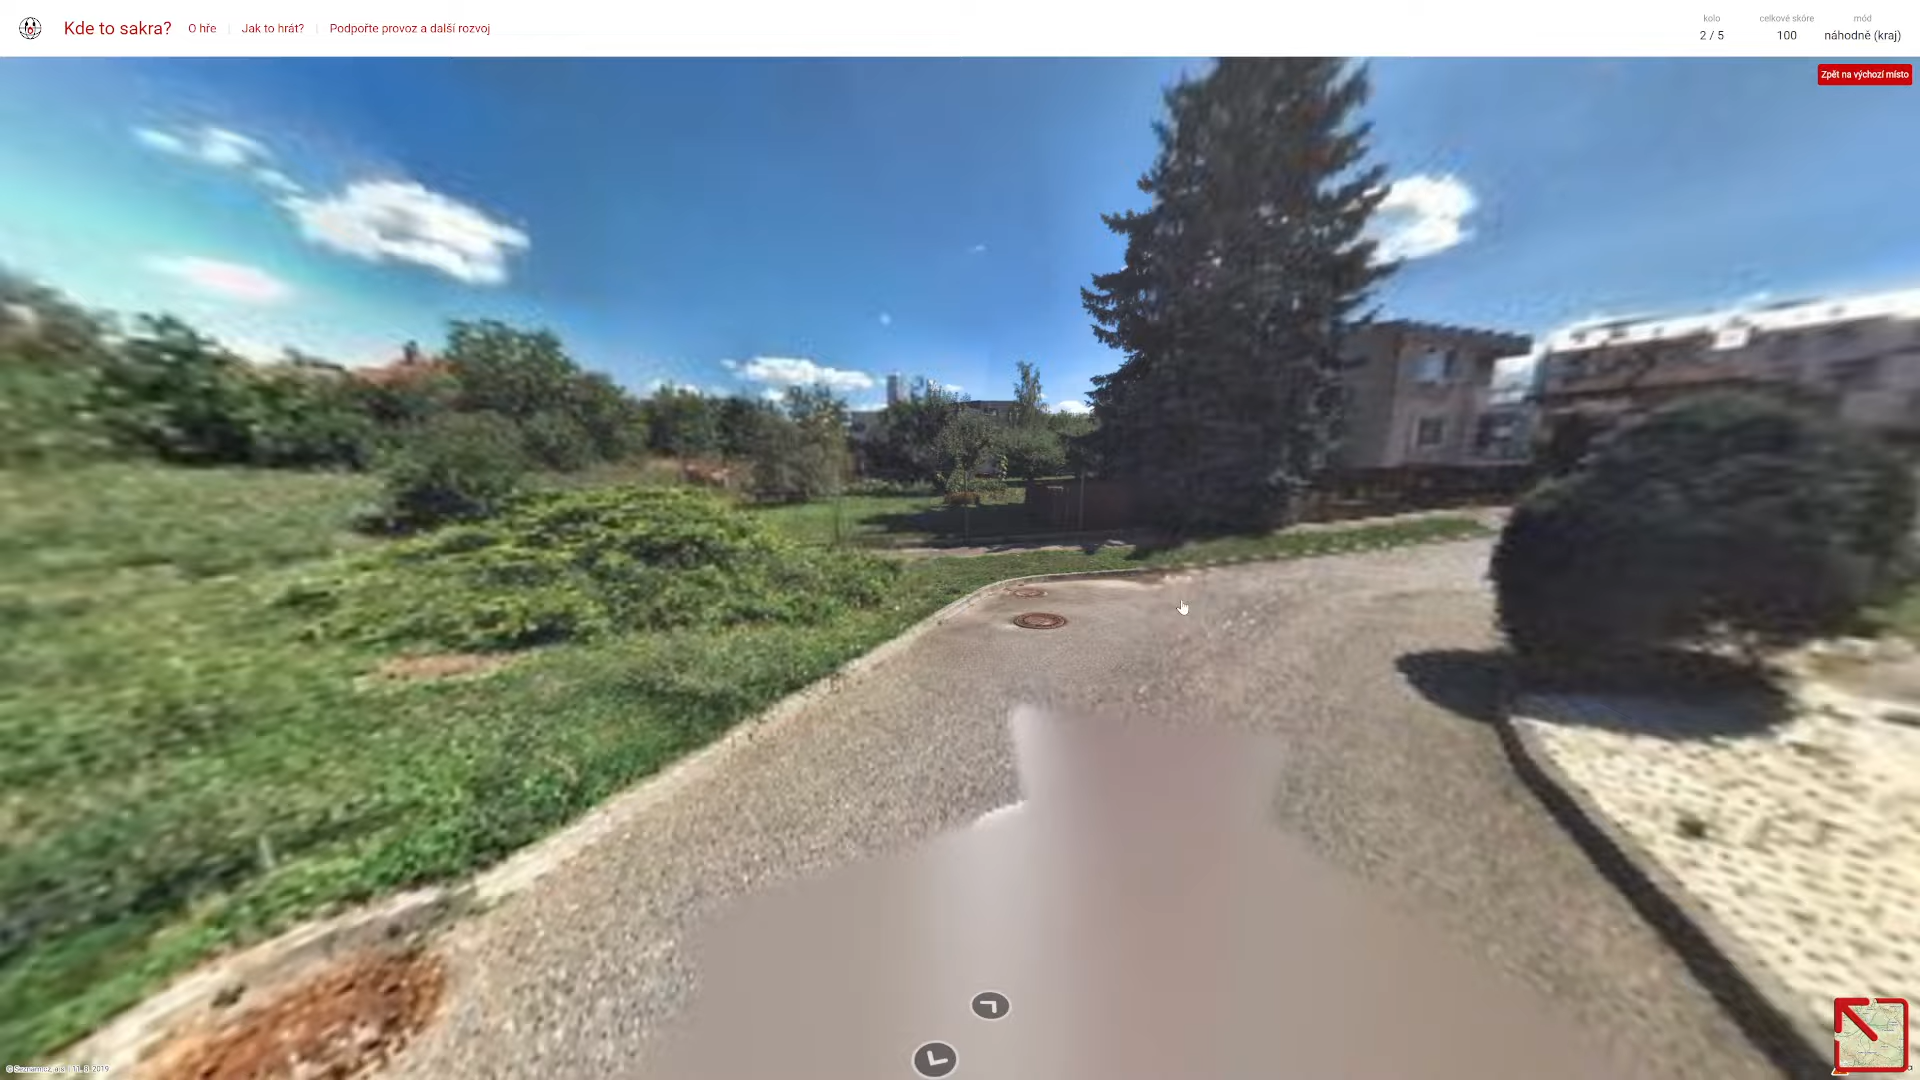 Kde to sakra?
O hře
Jak to hrát?
Podpořte provoz a další rozvoj
kolo
2 / 5
celkové skóre
100
mód
náhodně (kraj)
Zpět na výchozí místo